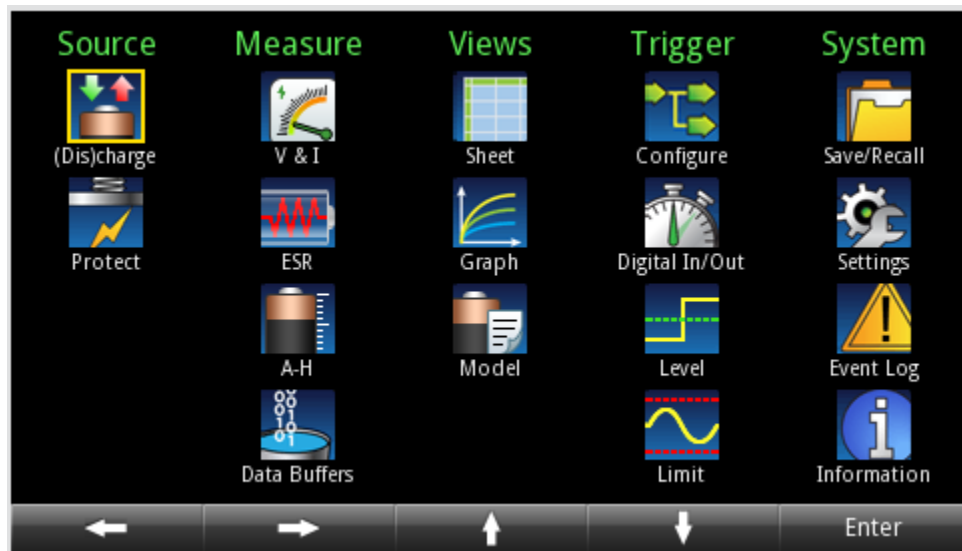 Source Measure Views Trigger System
(Dis)charge V & I Sheet Configure Save/Recall
Protect ESR Graph Digital In/Out Settings
A-H Model Level Event Log
Data Buffers Limit Information
Enter